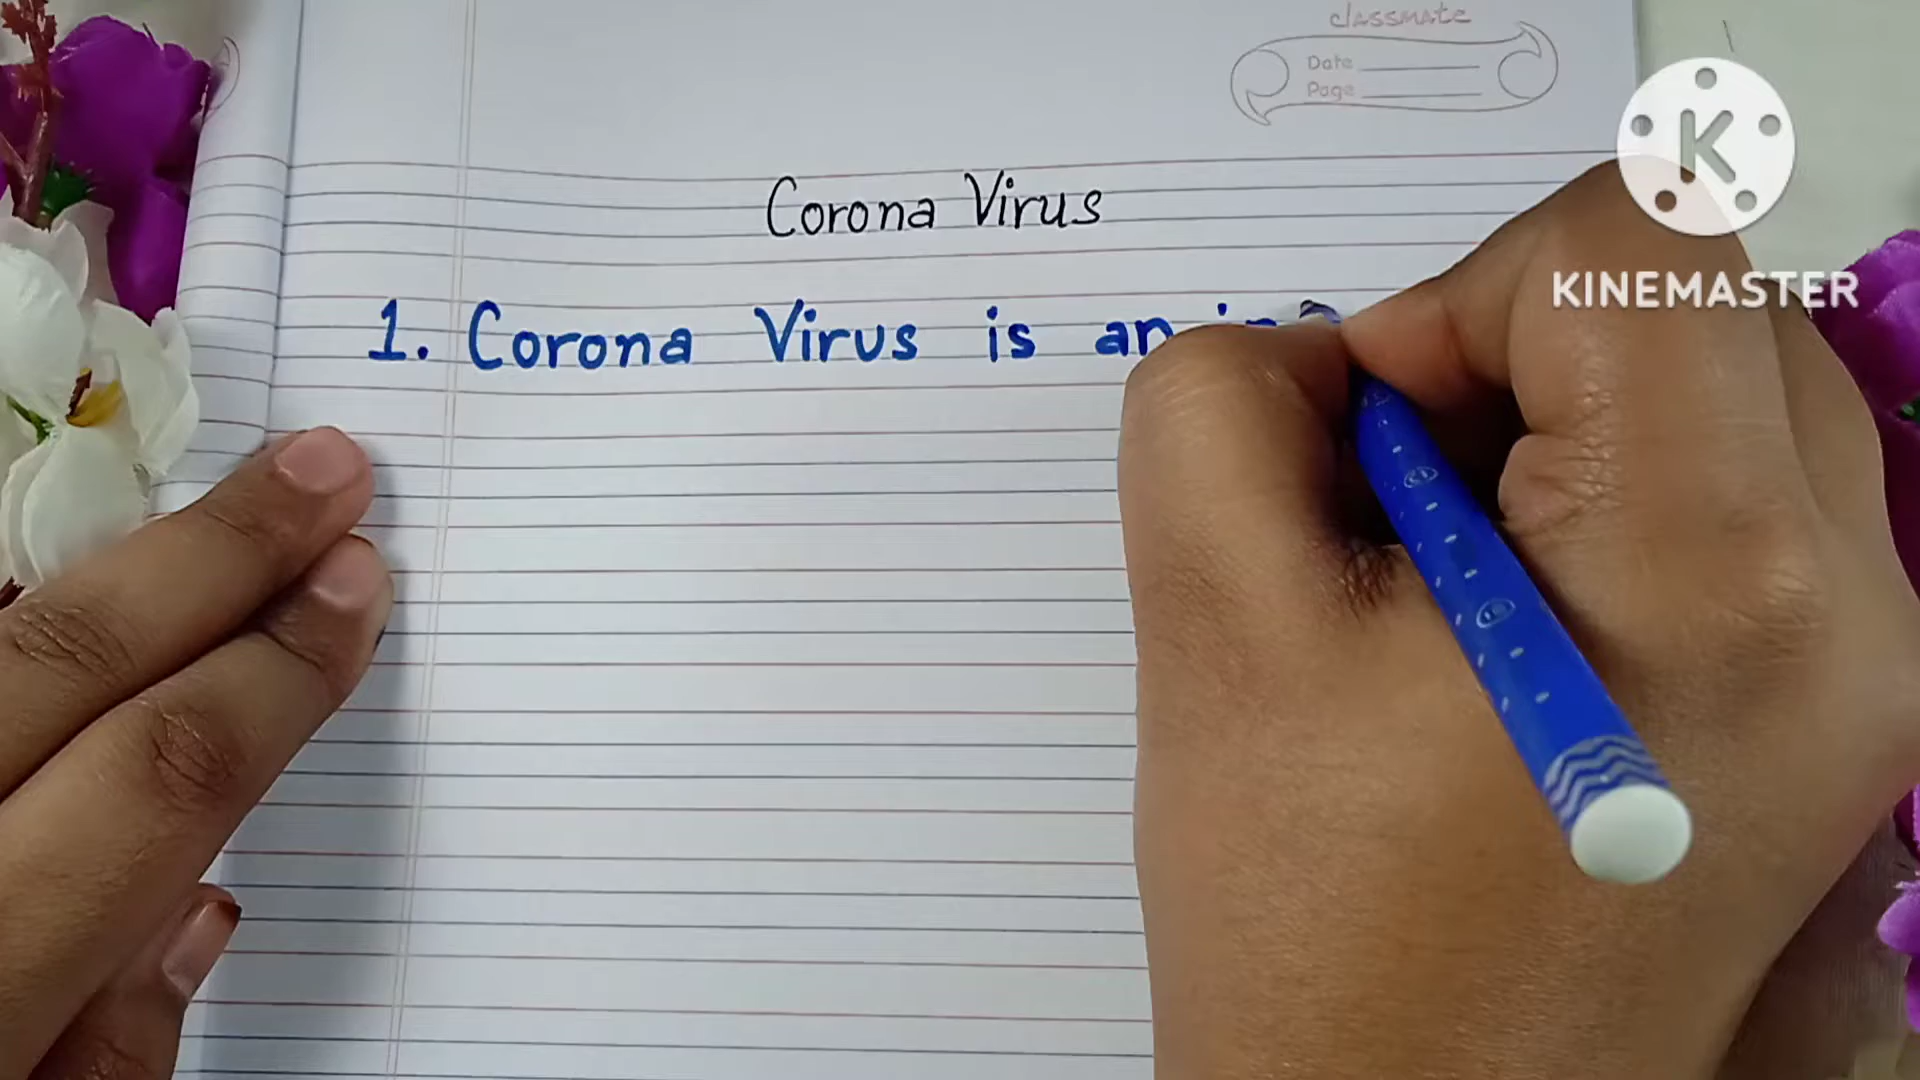 classmate
Date
Page
KINEMASTER
Corona Virus
1. Corona Virus is an